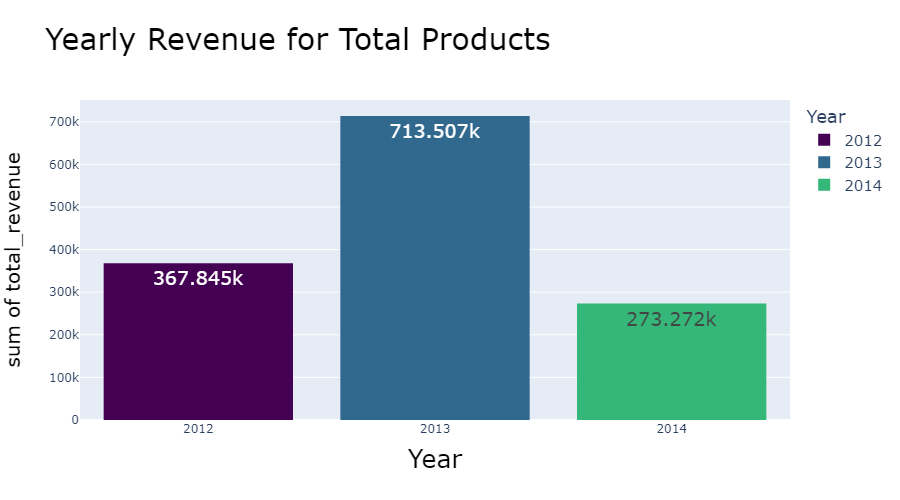 Yearly Revenue for Total Products
sum of total_revenue
700k
600k
500k
400k
300k
200k
100k
0
367.845k
713.507k
273.272k
2012
2013
2014
Year
Year
2012
2013
2014